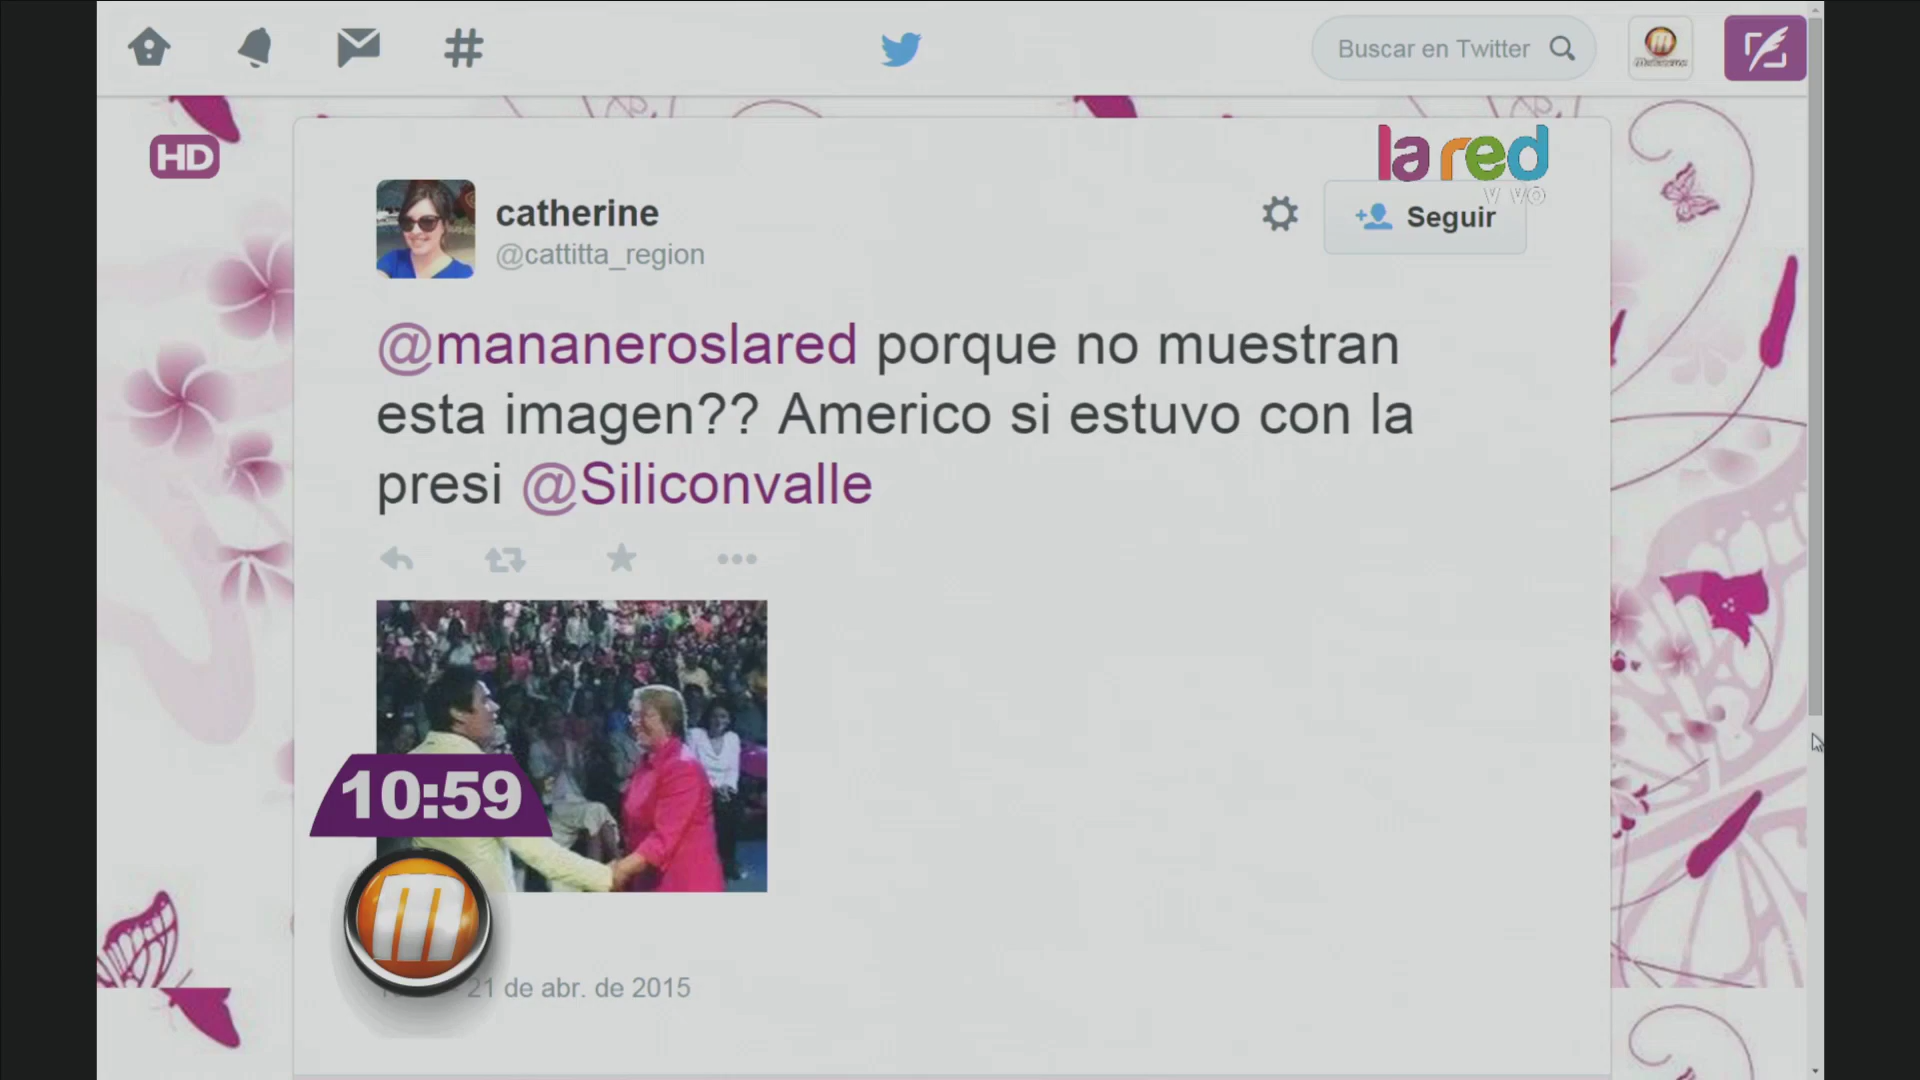 Buscar en Twitter
HD
la red
catherine
@cattitta_region
Seguir
@mananeroslared porque no muestran
esta imagen?? Americo si estuvo con la
presi @Siliconvalle
10:59
m
21 de abr. de 2015